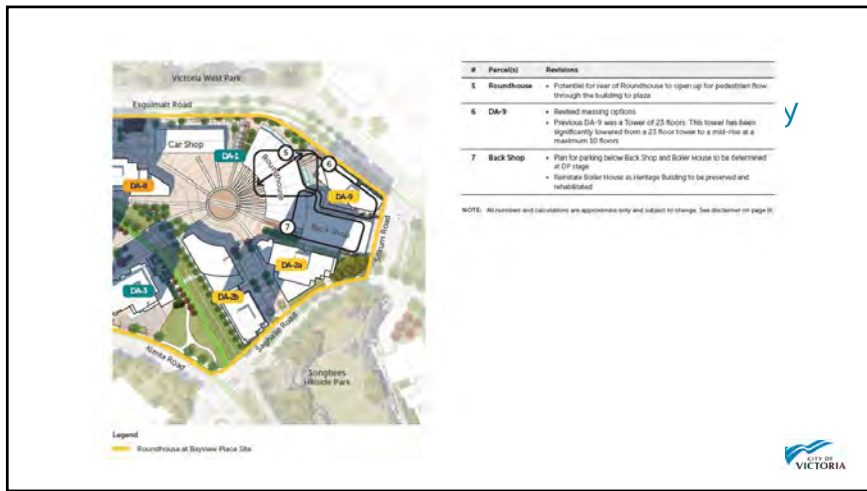 Victoria West Park
Esquimalt Road
Car Shop
DA-1
5
6
ROUNDHOUSE
DA-8
DA-9
7
Back Shop
DA-2a
DA-3
DA-2b
Saghalie Road
Kimta Road
Songhees
Hillside Park
Legend
Roundhouse at Bayview Place Site
# Parcel(s) Revisions
5 Roundhouse • Potential for rear of Roundhouse to open up for pedestrian flow
through the building to plaza
6 DA-9 • Revised massing options
• Previous DA-9 was a Tower of 23 floors. This tower has been
significantly lowered from a 23 floor tower to a mid-rise at a
maximum 10 floors
7 Back Shop • Plan for parking below Back Shop and Boiler House to be determined
at DP stage
• Reinstate Boiler House as Heritage Building to be preserved and
rehabilitated
NOTE: All numbers and calculations are approximate only and subject to change. See disclaimer on page
y
CITY OF
VICTORIA